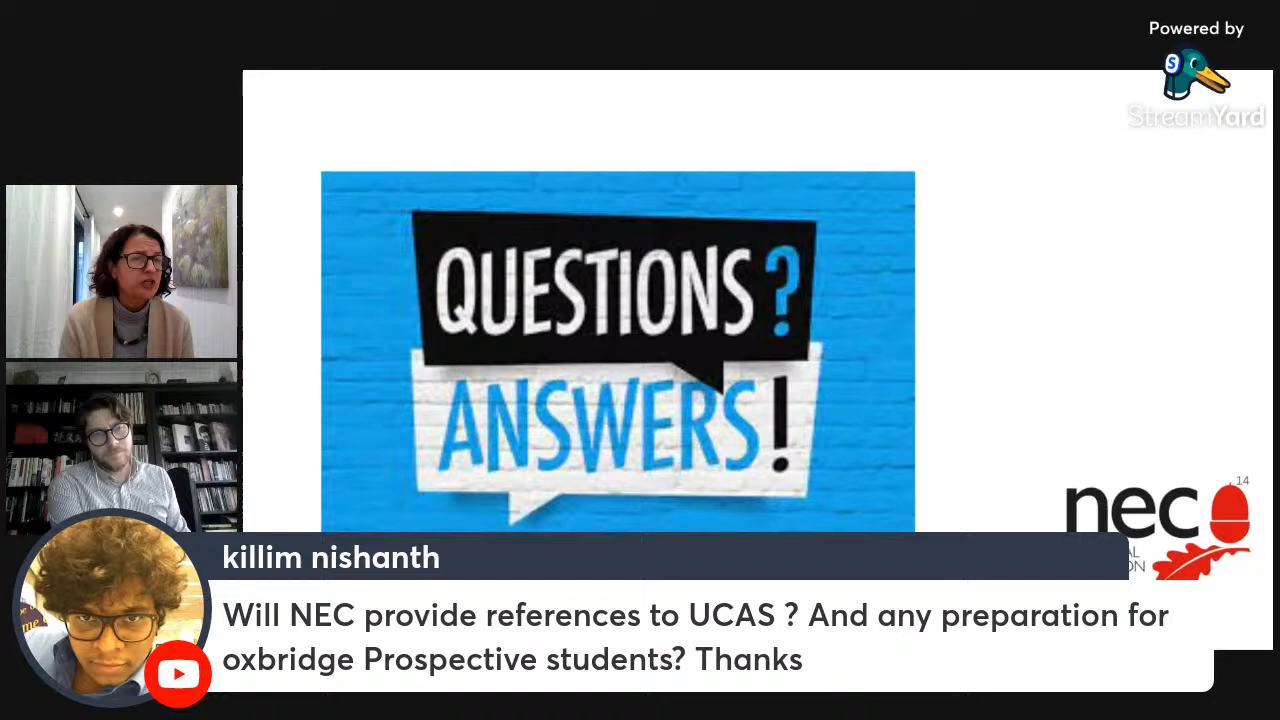 Powered by
S
StreamYard
QUESTIONS?
ANSWERS!
14
nec
killim nishanth
Will NEC provide references to UCAS ? And any preparation for
oxbridge Prospective students? Thanks